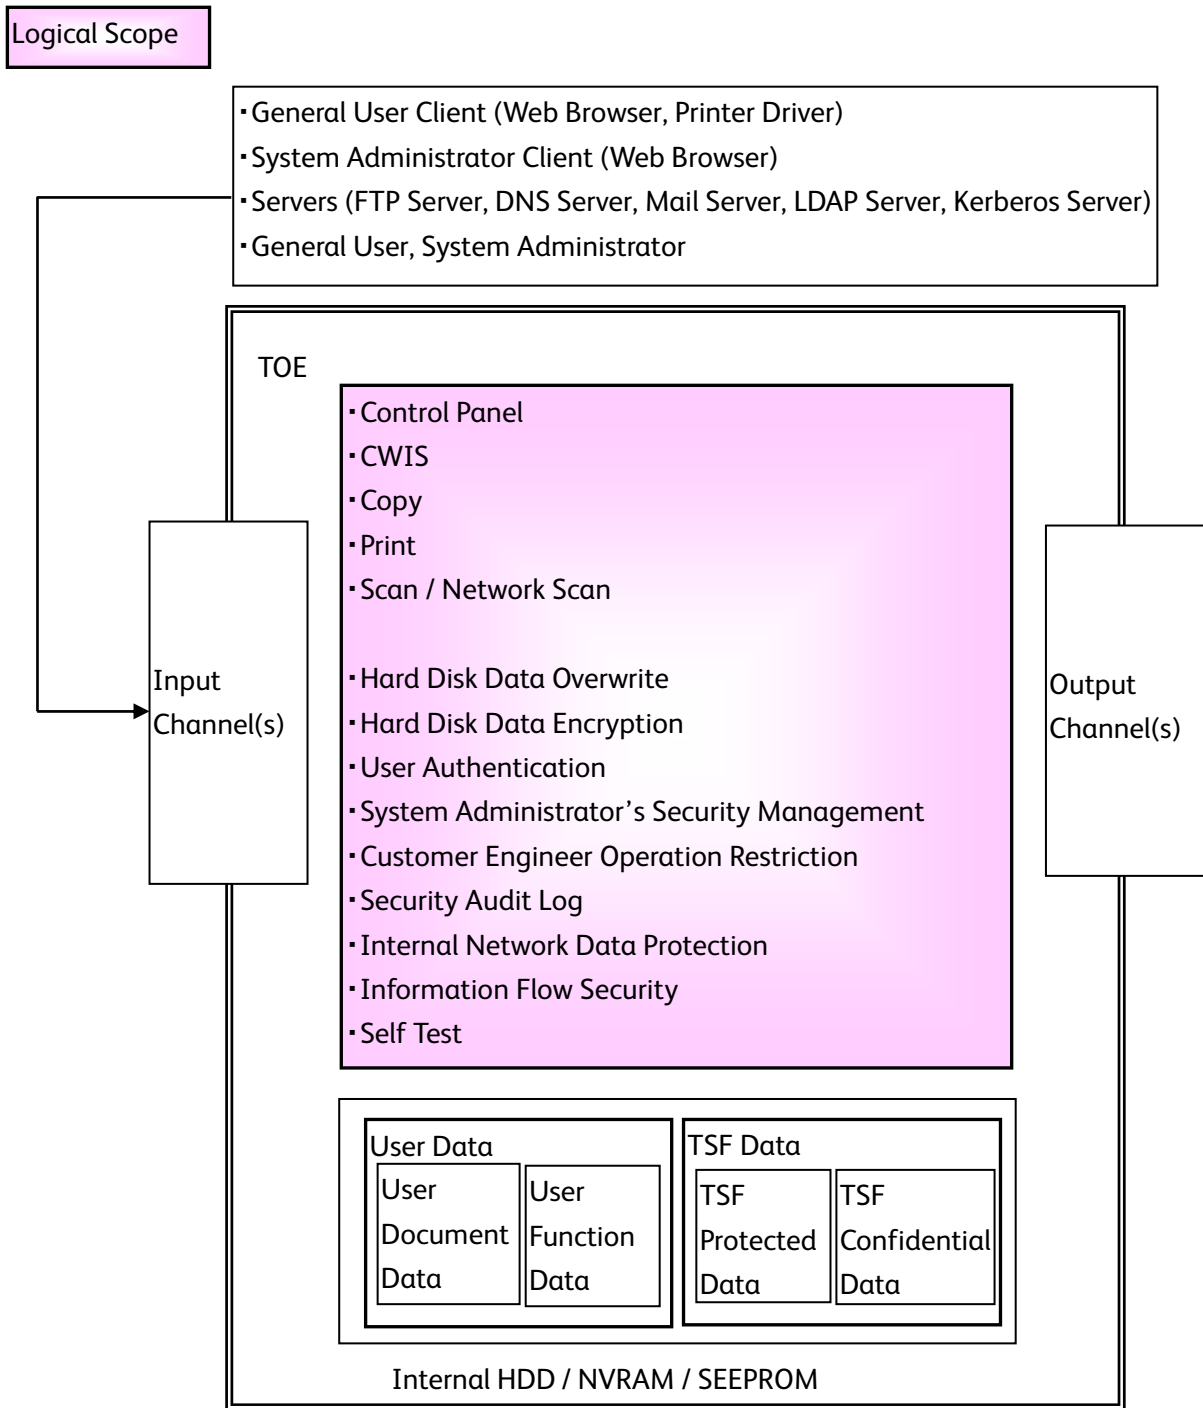 Logical Scope
・General User Client (Web Browser, Printer Driver)
・System Administrator Client (Web Browser)
・Servers (FTP Server, DNS Server, Mail Server, LDAP Server, Kerberos Server)
・General User, System Administrator
TOE
・Control Panel
・CWIS
・Copy
・Print
・Scan / Network Scan
・Hard Disk Data Overwrite
・Hard Disk Data Encryption
・User Authentication
・System Administrator's Security Management
・Customer Engineer Operation Restriction
・Security Audit Log
・Internal Network Data Protection
・Information Flow Security
・Self Test
Input
Channel(s)
Output
Channel(s)
User Data
User
Document
Data
User
Function
Data
TSF Data
TSF
Protected
Data
TSF
Confidential
Data
Internal HDD / NVRAM / SEEPROM